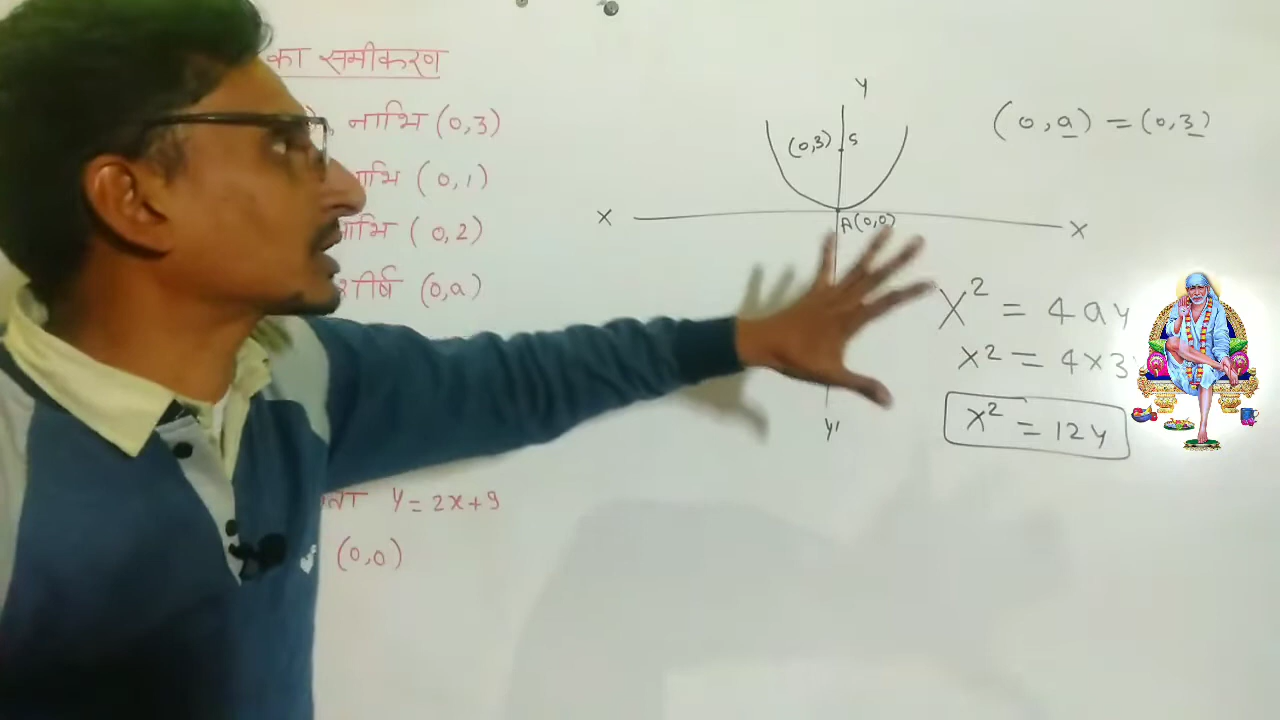 का समीकरण
नाभि (0,3)
(0,1)
(0,2)
शीर्ष (0,a)
y = 2x+9
(0,0)
y
(0,3) S
x x
A(0,0)
y'
(0,a) = (0,3)
x² = 4ay
x² = 4×3
x² = 12y